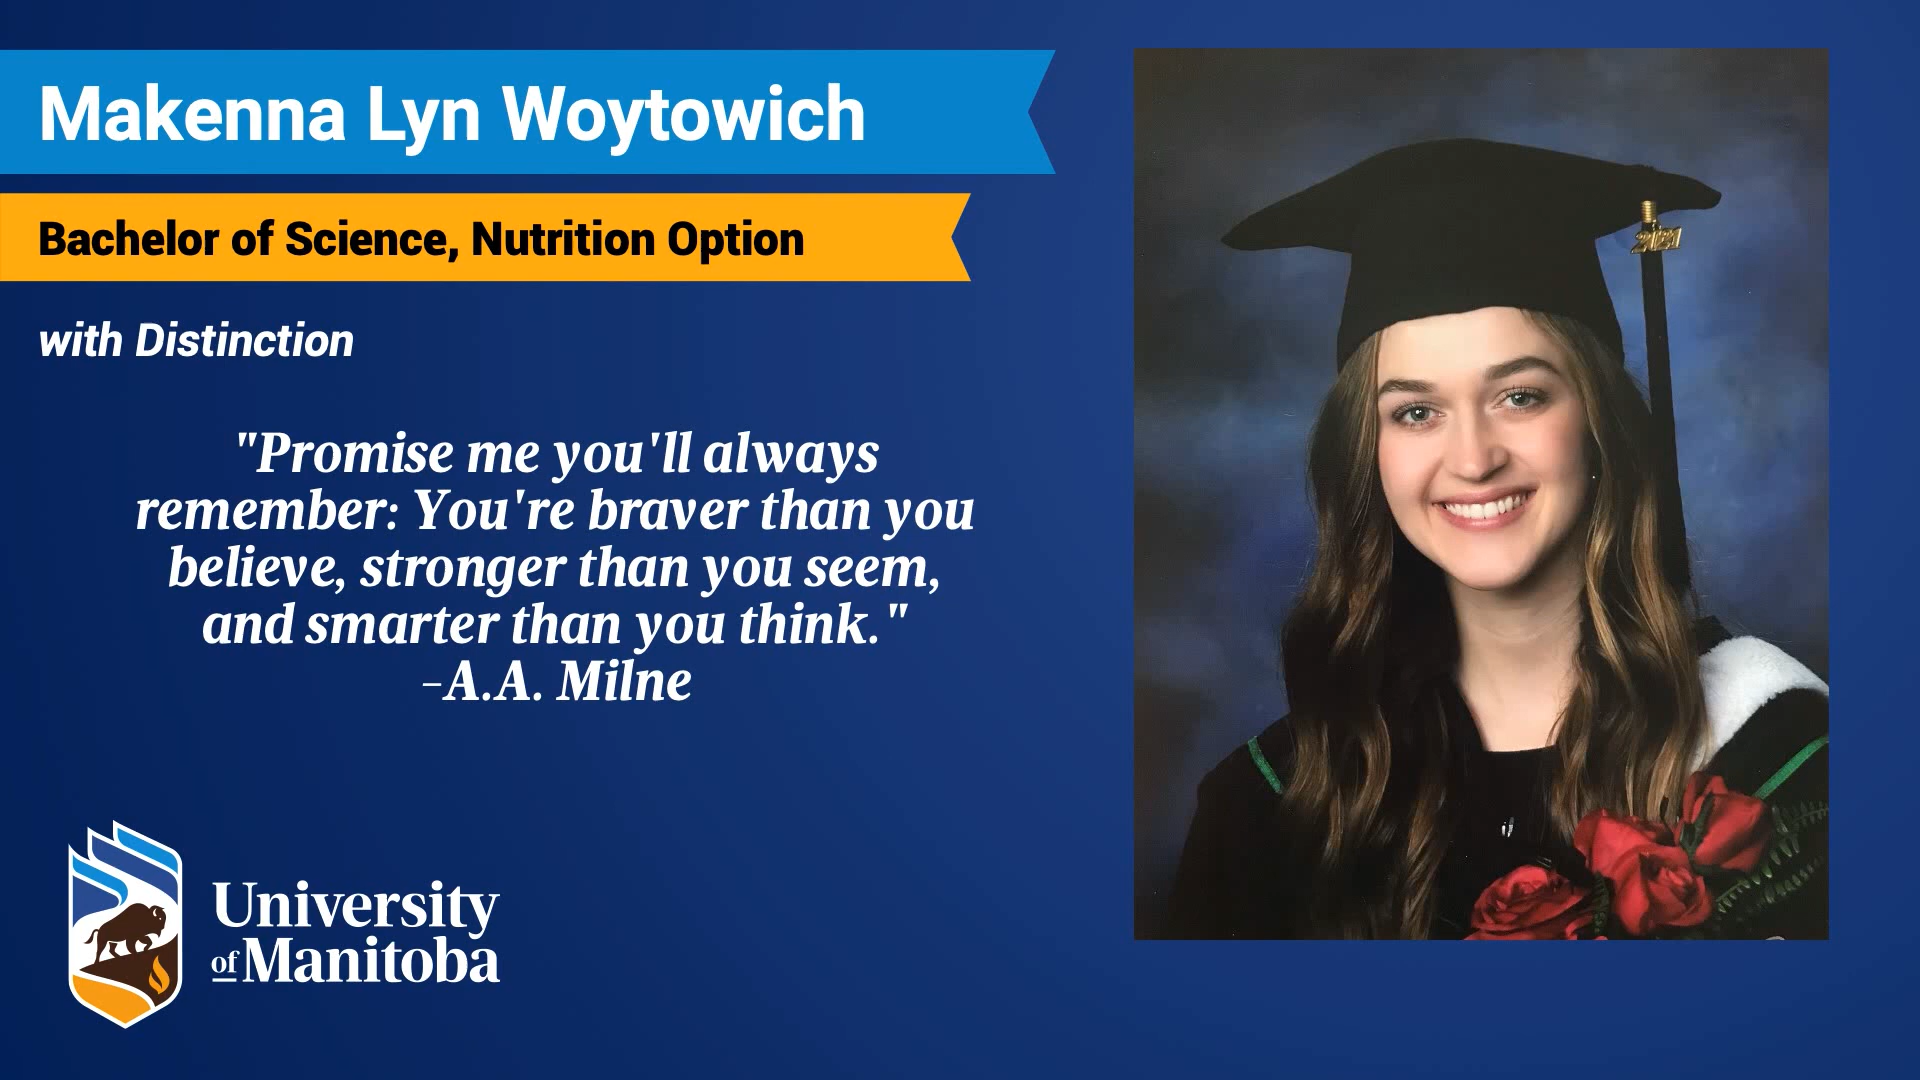 Makenna Lyn Woytowich
Bachelor of Science, Nutrition Option
with Distinction
"Promise me you'll always
remember: You're braver than you
believe, stronger than you seem,
and smarter than you think."
-A.A. Milne
University
of Manitoba
2021